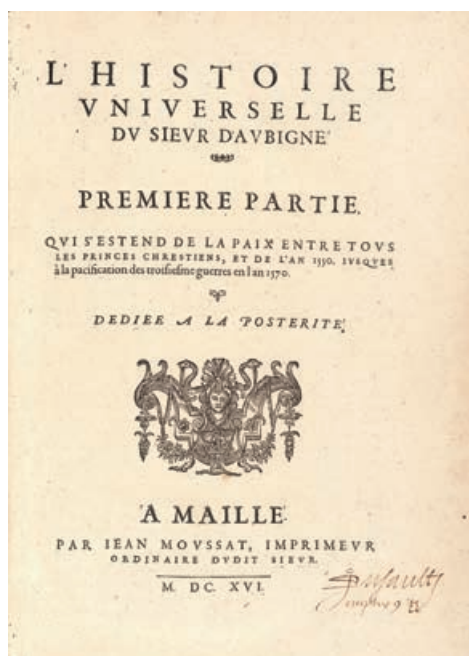 L'HISTOIRE
VNIVERSELLE
DV SIEVR D'AVBIGNE
PREMIERE PARTIE.
QVI S'ESTEND DE LA PAIX ENTRE TOVS
LES PRINCES CHRESTIENS, ET DE L'AN 1550. IVSQVES
à la pacification des troisiesme guerres en l an 1570.
DEDIEE A LA POSTERITE
A MAILLE
PAR IEAN MOVSSAT, IMPRIMEVR
ORDINAIRE DVDIT SIEVR.
M. DC. XVI.